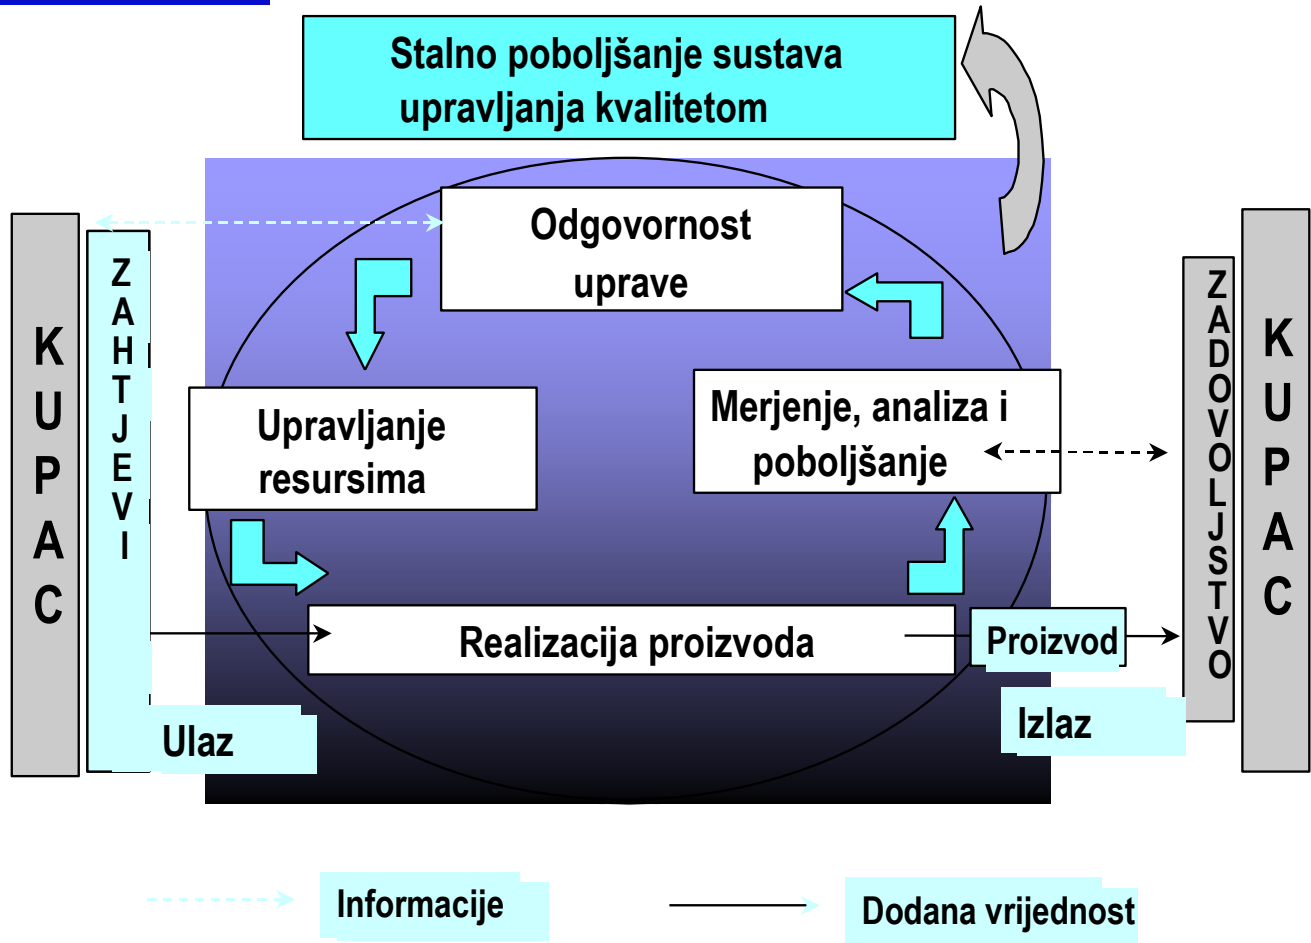 Stalno poboljšanje sustava
upravljanja kvalitetom
Odgovornost
uprave
KUPAC
ZAHTJEVI
Upravljanje
resursima
Merjenje, analiza i
poboljšanje
ZADOVOLJSTVO
KUPAC
Realizacija proizvoda
Proizvod
Ulaz
Izlaz
Informacije
Dodana vrijednost